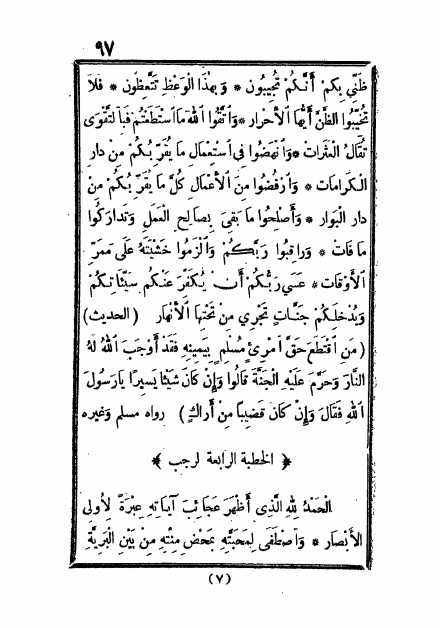 ٩٧
ظَنِّي بِكُمْ أَنَّكُمْ تُجِيبُونَ * وَبِهٰذَا الْوَعْظِ تَتَّعِظُونَ * فَلَا
تُخَيِّبُوا الظَّنَّ أَيُّهَا الْأَحْرَارُ * وَاتَّقُوا اللهَ مَا اسْتَطَعْتُمْ فَبِالتَّقْوَى
تُقَالُ الْعَثَرَاتُ * وَانْهَضُوا فِي اسْتِعْمَالِ مَا يُقَرِّبُكُمْ مِنْ دَارِ
الْكَرَامَاتِ * وَارْفُضُوا مِنَ الْأَعْمَالِ كُلَّ مَا يُقَرِّبُكُمْ مِنْ
دَارِ الْبَوَارِ * وَأَصْلِحُوا مَا بَقِيَ بِصَالِحِ الْعَمَلِ وَتَدَارَكُوا
مَا فَاتَ * وَرَاقِبُوا رَبَّكُمْ وَالْزَمُوا خَشْيَتَهُ عَلَى مَمَرِّ
الْأَوْقَاتِ * عَسَى رَبُّكُمْ أَنْ يُكَفِّرَ عَنْكُمْ سَيِّئَاتِكُمْ
وَيُدْخِلَكُمْ جَنَّاتٍ تَجْرِي مِنْ تَحْتِهَا الْأَنْهَارُ (الحديث)
(مَنِ اقْتَطَعَ حَقَّ امْرِئٍ مُسْلِمٍ بِيَمِينِهِ فَقَدْ أَوْجَبَ اللهُ لَهُ
النَّارَ وَحَرَّمَ عَلَيْهِ الْجَنَّةَ قَالُوا وَإِنْ كَانَ شَيْئًا يَسِيرًا يَا رَسُولَ
اللهِ فَقَالَ وَإِنْ كَانَ قَضِيبًا مِنْ أَرَاكٍ) رواه مسلم وغيره
﴿ الخطبة الرابعة لرجب ﴾
الْحَمْدُ لِلهِ الَّذِي أَظْهَرَ عَجَائِبَ آيَاتِهِ عِبْرَةً لِأُولِي
الْأَبْصَارِ * وَاصْطَفَى لِمَحَبَّتِهِ بِمَحْضِ مِنَّتِهِ مِنْ بَيْنِ الْبَرِيَّةِ
(٧)